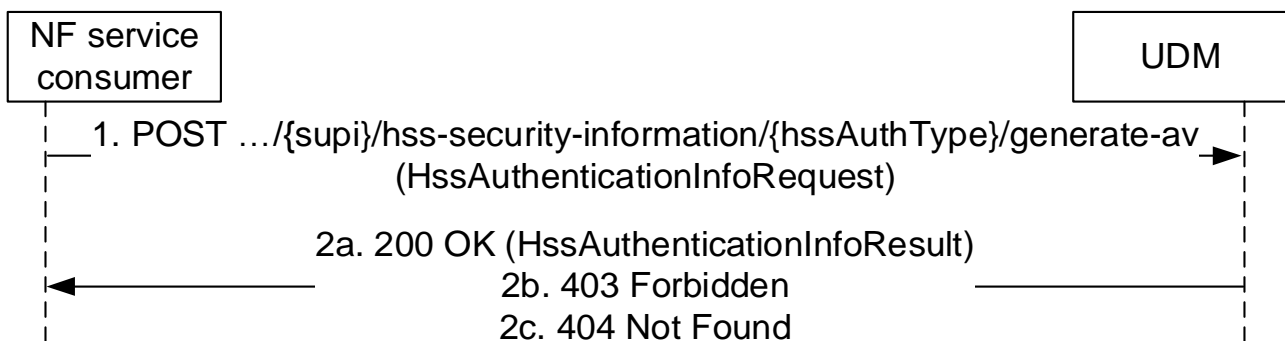 NF service
consumer
UDM
1. POST …/{supi}/hss-security-information/{hssAuthType}/generate-av
(HssAuthenticationInfoRequest)
2a. 200 OK (HssAuthenticationInfoResult)
2b. 403 Forbidden
2c. 404 Not Found